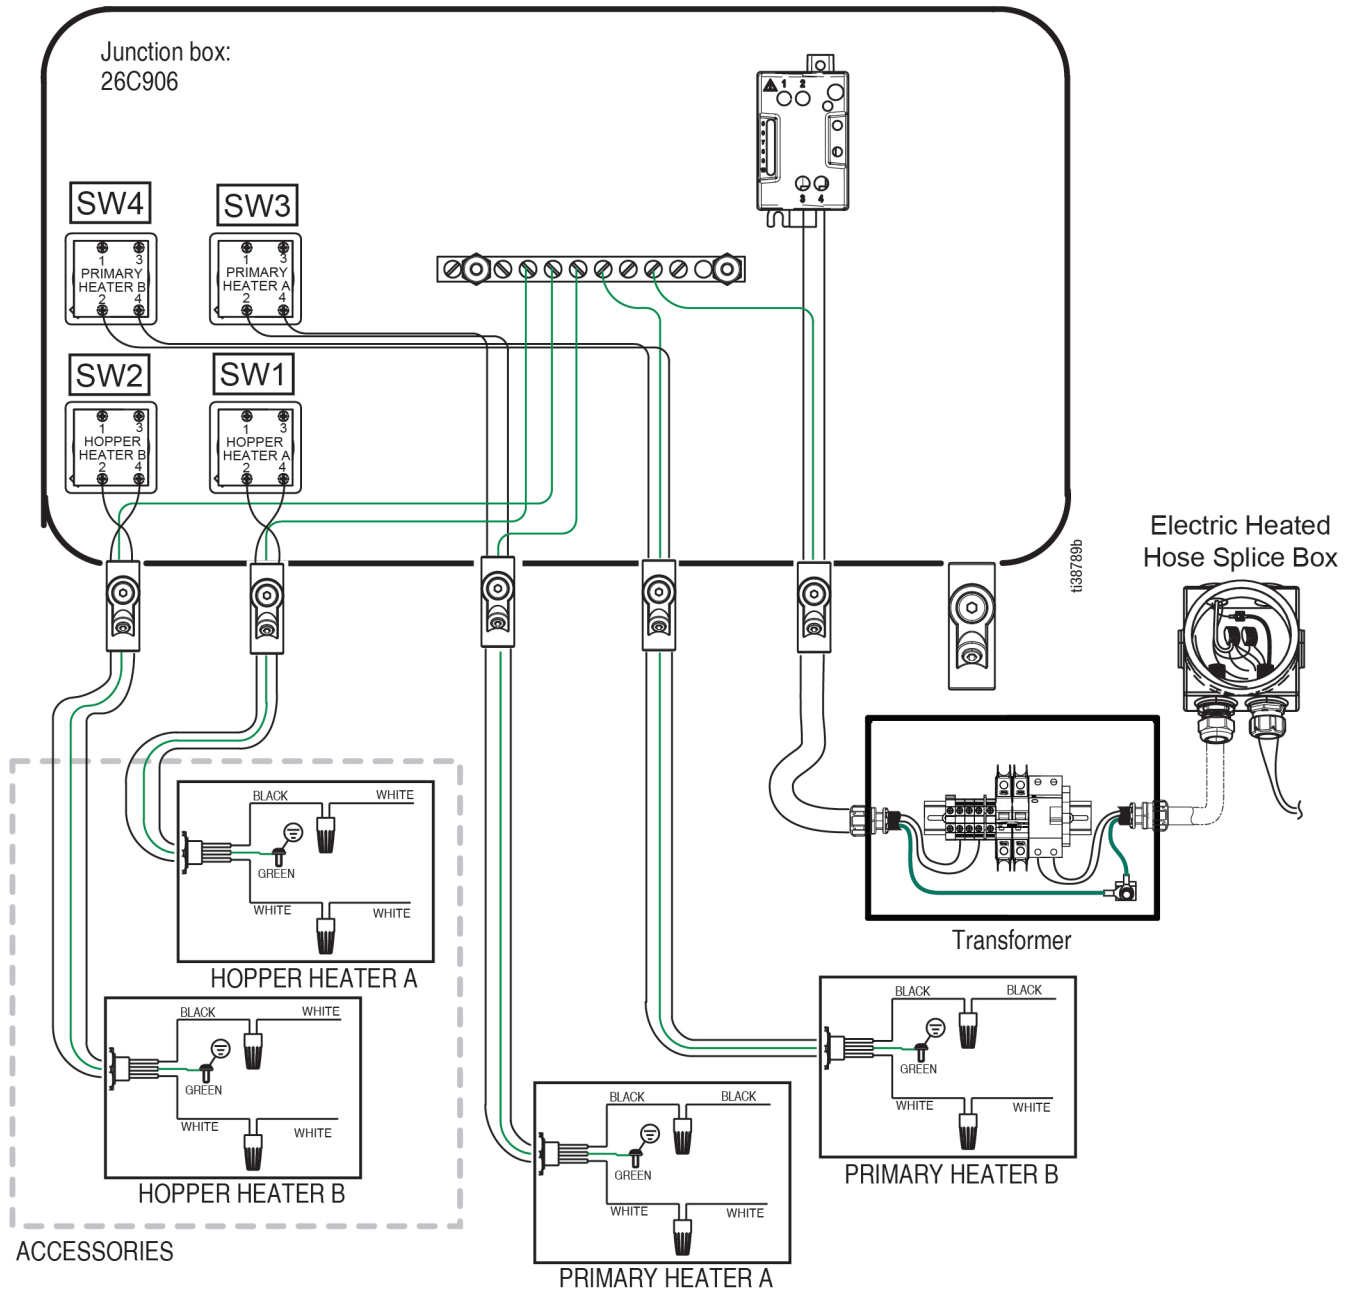 Junction box:
26C906
1 2
3 4
SW4
SW3
1 3
PRIMARY
HEATER B
2 4
1 3
PRIMARY
HEATER A
2 4
SW2
SW1
1 3
HOPPER
HEATER B
2 4
1 3
HOPPER
HEATER A
2 4
ti38789b
Electric Heated
Hose Splice Box
Transformer
BLACK WHITE
GREEN
WHITE WHITE
HOPPER HEATER A
BLACK WHITE
GREEN
WHITE WHITE
HOPPER HEATER B
ACCESSORIES
BLACK BLACK
GREEN
WHITE WHITE
PRIMARY HEATER B
BLACK BLACK
GREEN
WHITE WHITE
PRIMARY HEATER A